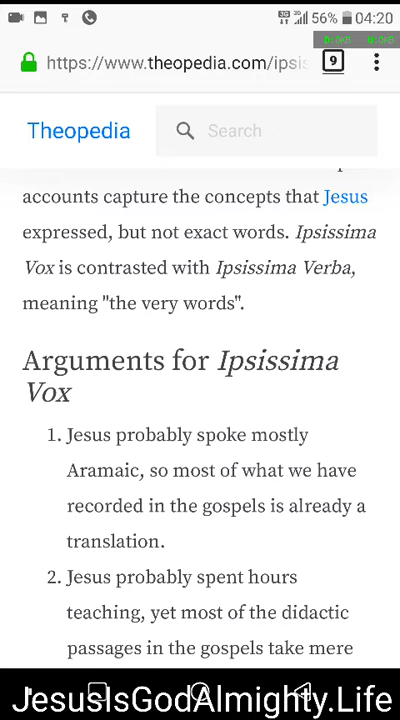 56% 04:20
https://www.theopedia.com/ipsis 9
Theopedia Search
accounts capture the concepts that Jesus
expressed, but not exact words. Ipsissima
Vox is contrasted with Ipsissima Verba,
meaning "the very words".
Arguments for Ipsissima
Vox
1. Jesus probably spoke mostly
Aramaic, so most of what we have
recorded in the gospels is already a
translation.
2. Jesus probably spent hours
teaching, yet most of the didactic
passages in the gospels take mere
JesusIsGodAlmighty.Life